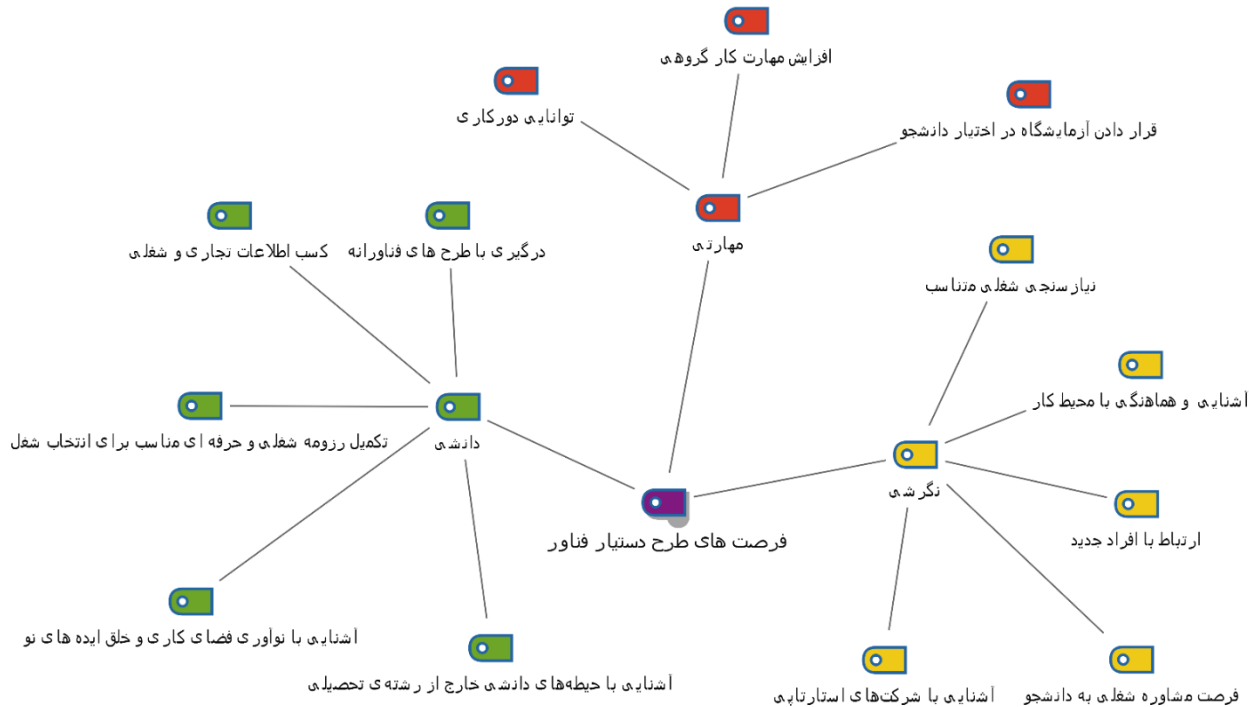 افزایش مهارت کار گروهی
توانایی دورکاری
قرار دادن آزمایشگاه در اختیار دانشجو
مهارتی
کسب اطلاعات تجاری و شغلی
درگیری با طرح های فناورانه
نیاز سنجی شغلی متناسب
آشنایی و هماهنگی با محیط کار
تکمیل رزومه شغلی و حرفه ای مناسب برای انتخاب شغل
دانشی
نگرشی
ارتباط با افراد جدید
فرصت های طرح دستیار فناور
آشنایی با نوآوری فضای کاری و خلق ایده های نو
آشنایی با حیطه‌های دانشی خارج از رشته‌ی تحصیلی
آشنایی با شرکت‌های استارتاپی
فرصت مشاوره شغلی به دانشجو